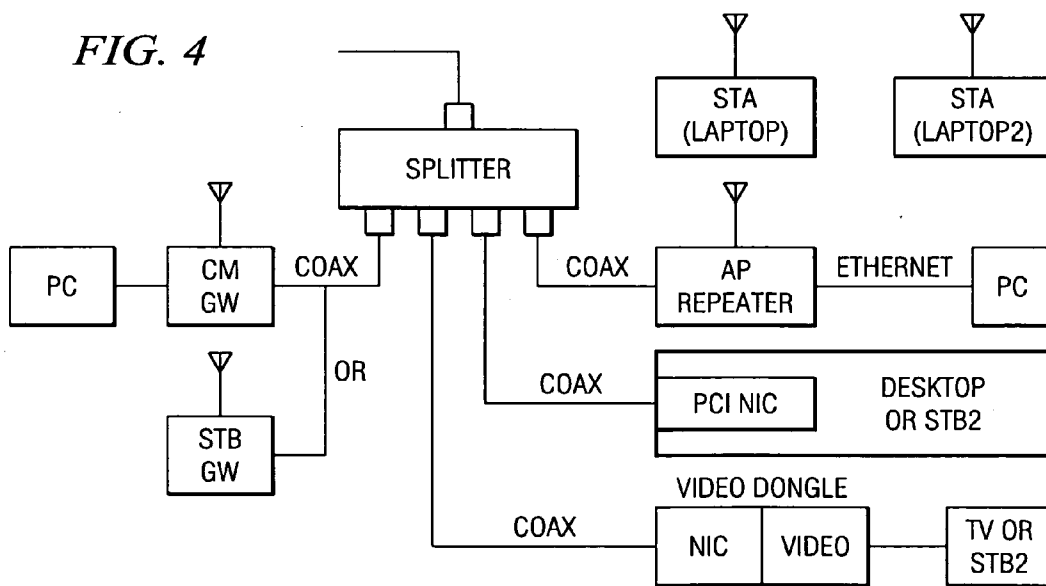 FIG. 4
STA
(LAPTOP)
STA
(LAPTOP2)
SPLITTER
PC
CM
GW
COAX
COAX
AP
REPEATER
ETHERNET
PC
OR
STB
GW
COAX
PCI NIC
DESKTOP
OR STB2
VIDEO DONGLE
COAX
NIC
VIDEO
TV OR
STB2